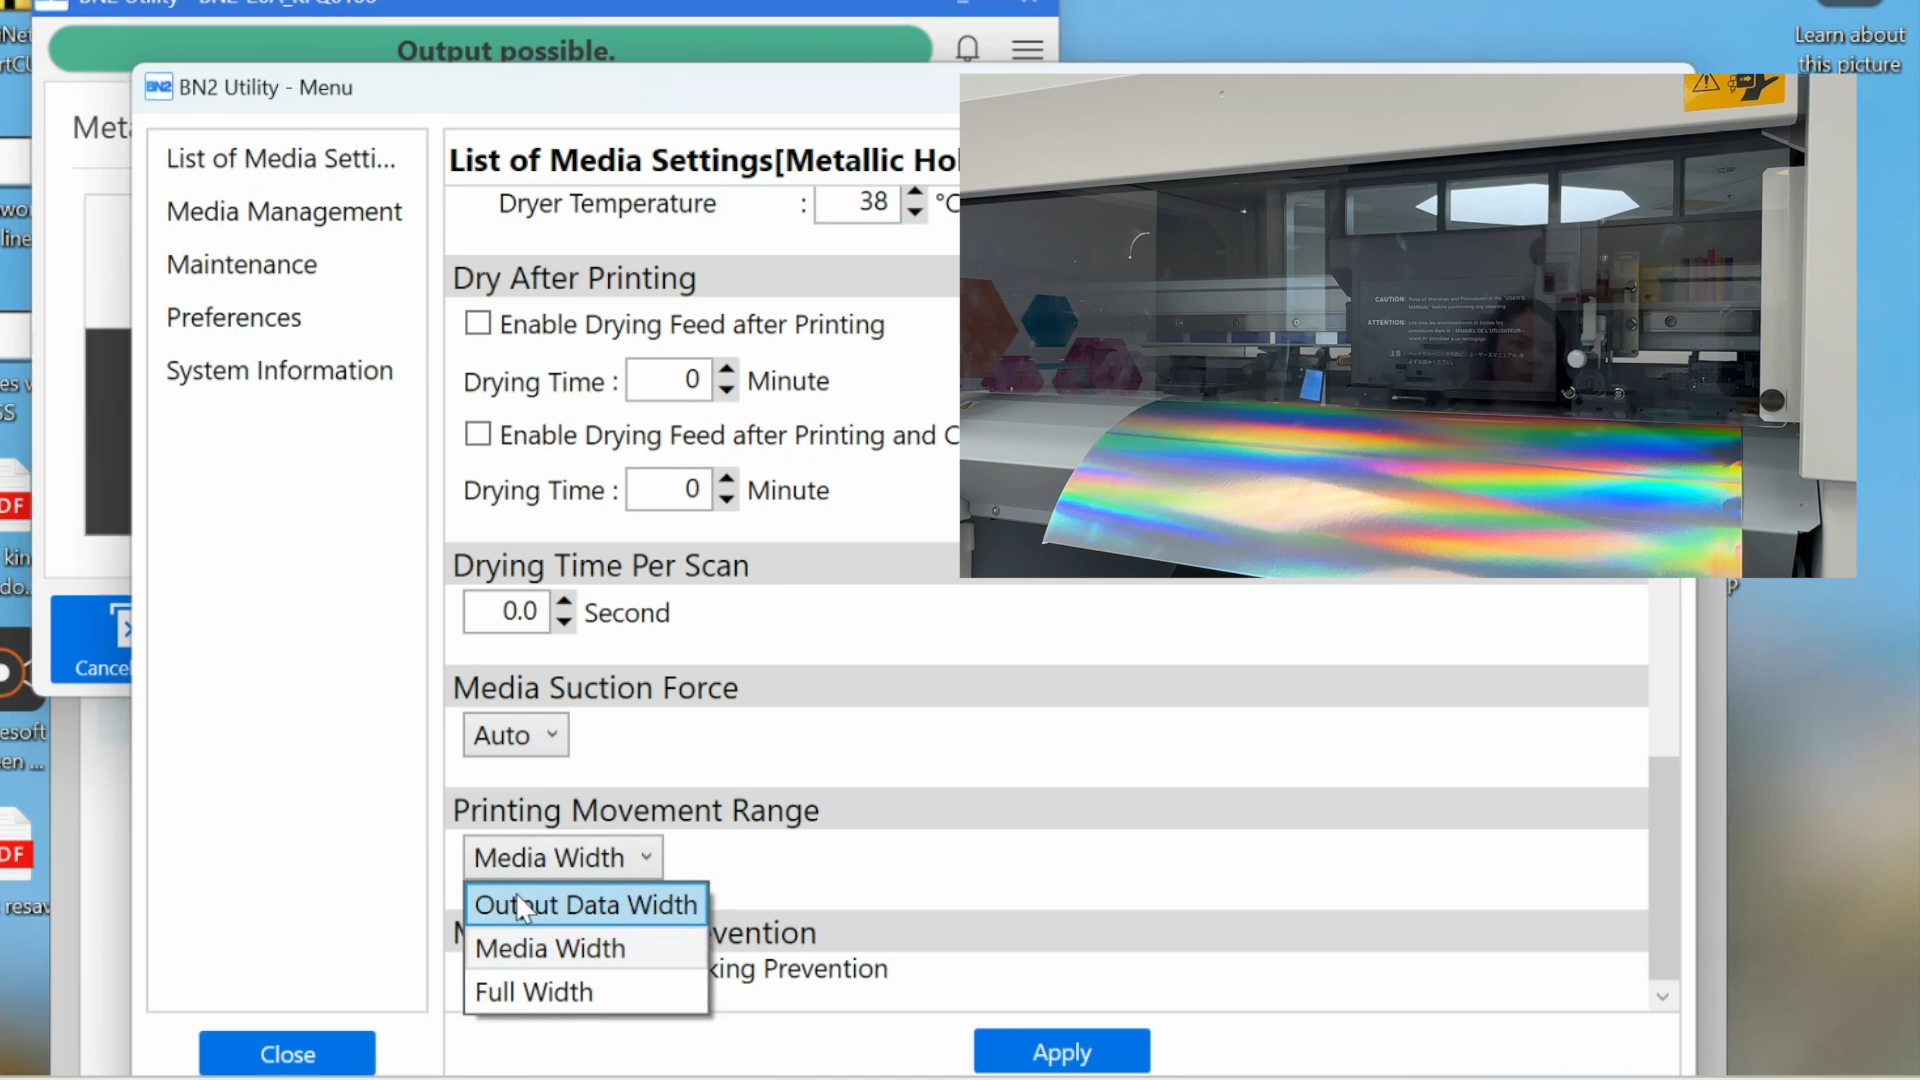 Output possible.
Learn about
this picture
BN2 Utility - Menu
List of Media Setti...
Media Management
Maintenance
Preferences
System Information
List of Media Settings[Metallic Ho
Dryer Temperature : 38 °C
Dry After Printing
Enable Drying Feed after Printing
Drying Time : 0 Minute
Enable Drying Feed after Printing and C
Drying Time : 0 Minute
Drying Time Per Scan
0.0 Second
Media Suction Force
Auto
Printing Movement Range
Media Width
Output Data Width
Media Width
Full Width
vention
king Prevention
Close
Apply
Cancel
CAUTION:
ATTENTION: